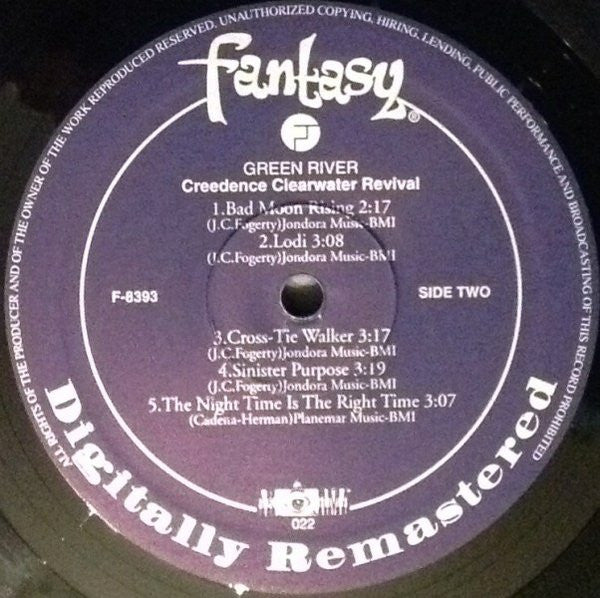 ALL RIGHTS OF THE PRODUCER AND OF THE OWNER OF THE WORK REPRODUCED RESERVED. UNAUTHORIZED COPYING, HIRING, LENDING, PUBLIC PERFORMANCE AND BROADCASTING OF THIS RECORD PROHIBITED
fantasy®
GREEN RIVER
Creedence Clearwater Revival
1.Bad Moon Rising 2:17
(J.C.Fogerty)Jondora Music-BMI
2.Lodi 3:08
(J.C.Fogerty)Jondora Music-BMI
F-8393
SIDE TWO
3.Cross-Tie Walker 3:17
(J.C.Fogerty)Jondora Music-BMI
4.Sinister Purpose 3:19
(J.C.Fogerty)Jondora Music-BMI
5.The Night Time Is The Right Time 3:07
(Cadena-Herman)Planemar Music-BMI
022
Digitally Remastered